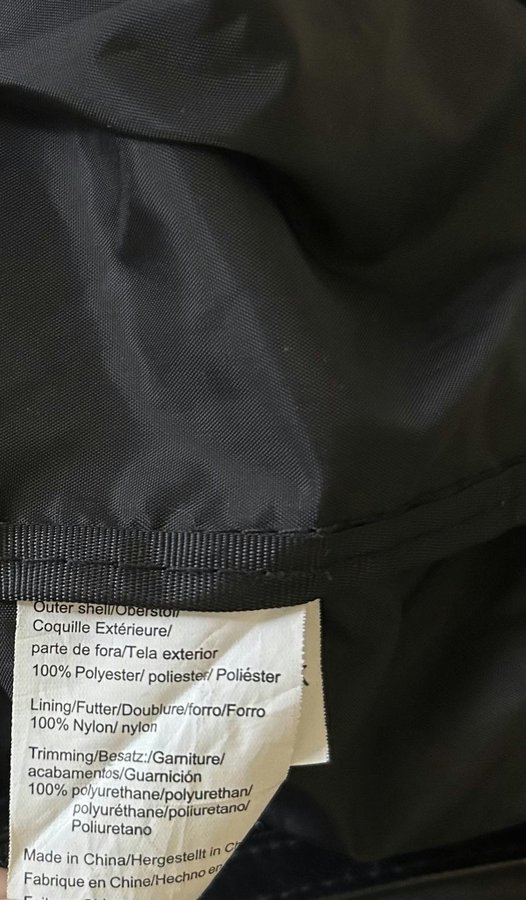 Outer shell/Oberstoff/
Coquille Extérieure/
parte de fora/Tela exterior
100% Polyester/ poliester/ Poliéster
Lining/Futter/Doublure/forro/Forro
100% Nylon/ nylon
Trimming/Besatz:/Garniture/
acabamentos/Guarnición
100% polyurethane/polyurethan/
polyuréthane/poliuretano/
Poliuretano
Made in China/Hergestellt in
Fabrique en Chine/Hecho